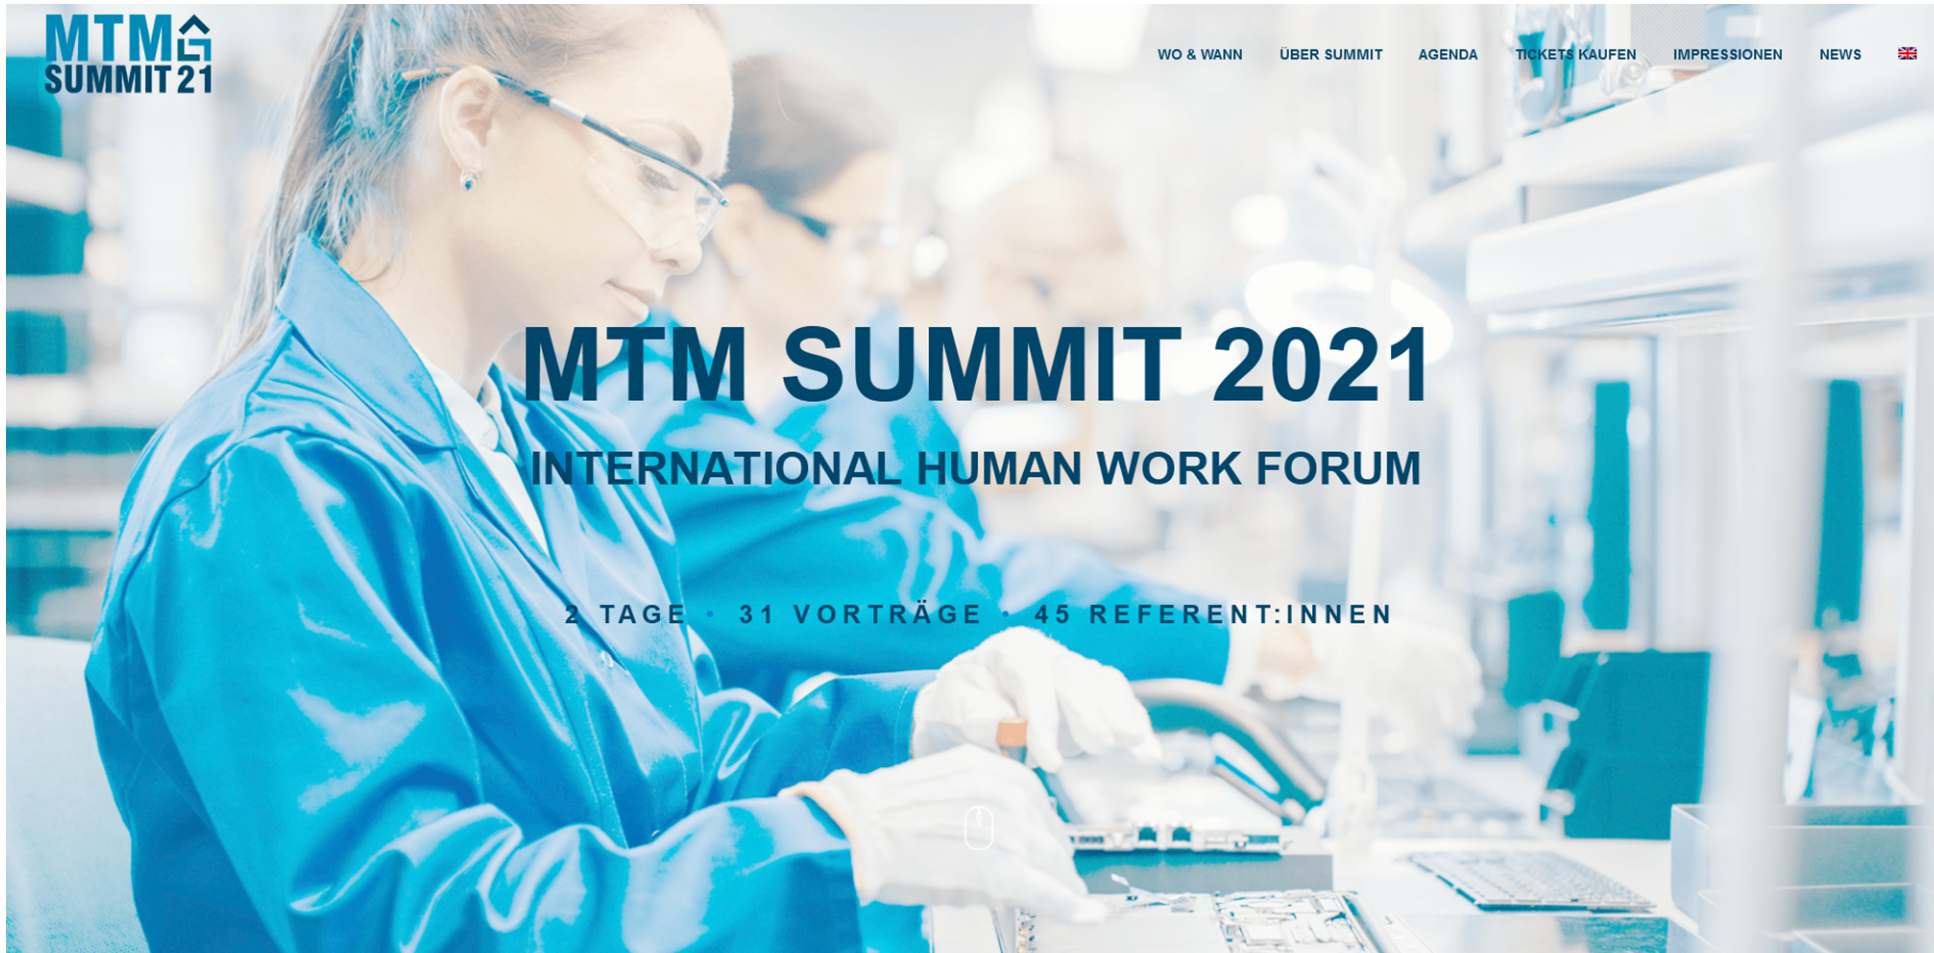 MTM
SUMMIT 21
WO & WANN ÜBER SUMMIT AGENDA TICKETS KAUFEN IMPRESSIONEN NEWS
MTM SUMMIT 2021
INTERNATIONAL HUMAN WORK FORUM
2 TAGE • 31 VORTRÄGE • 45 REFERENT:INNEN